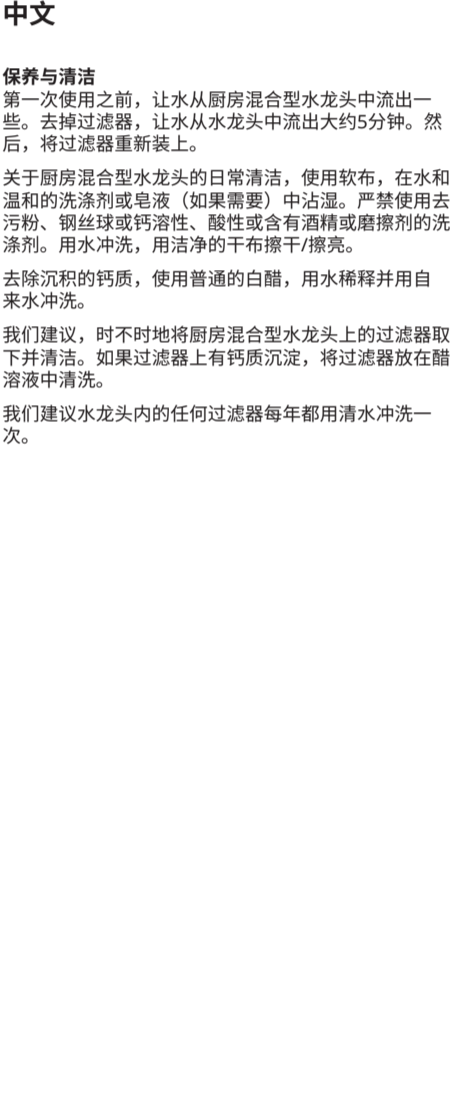 中文
保养与清洁
第一次使用之前，让水从厨房混合型水龙头中流出一
些。去掉过滤器，让水从水龙头中流出大约5分钟。然
后，将过滤器重新装上。
关于厨房混合型水龙头的日常清洁，使用软布，在水和
温和的洗涤剂或皂液（如果需要）中沾湿。严禁使用去
污粉、钢丝球或钙溶性、酸性或含有酒精或磨擦剂的洗
涤剂。用水冲洗，用洁净的干布擦干/擦亮。
去除沉积的钙质，使用普通的白醋，用水稀释并用自
来水冲洗。
我们建议，时不时地将厨房混合型水龙头上的过滤器取
下并清洁。如果过滤器上有钙质沉淀，将过滤器放在醋
溶液中清洗。
我们建议水龙头内的任何过滤器每年都用清水冲洗一
次。